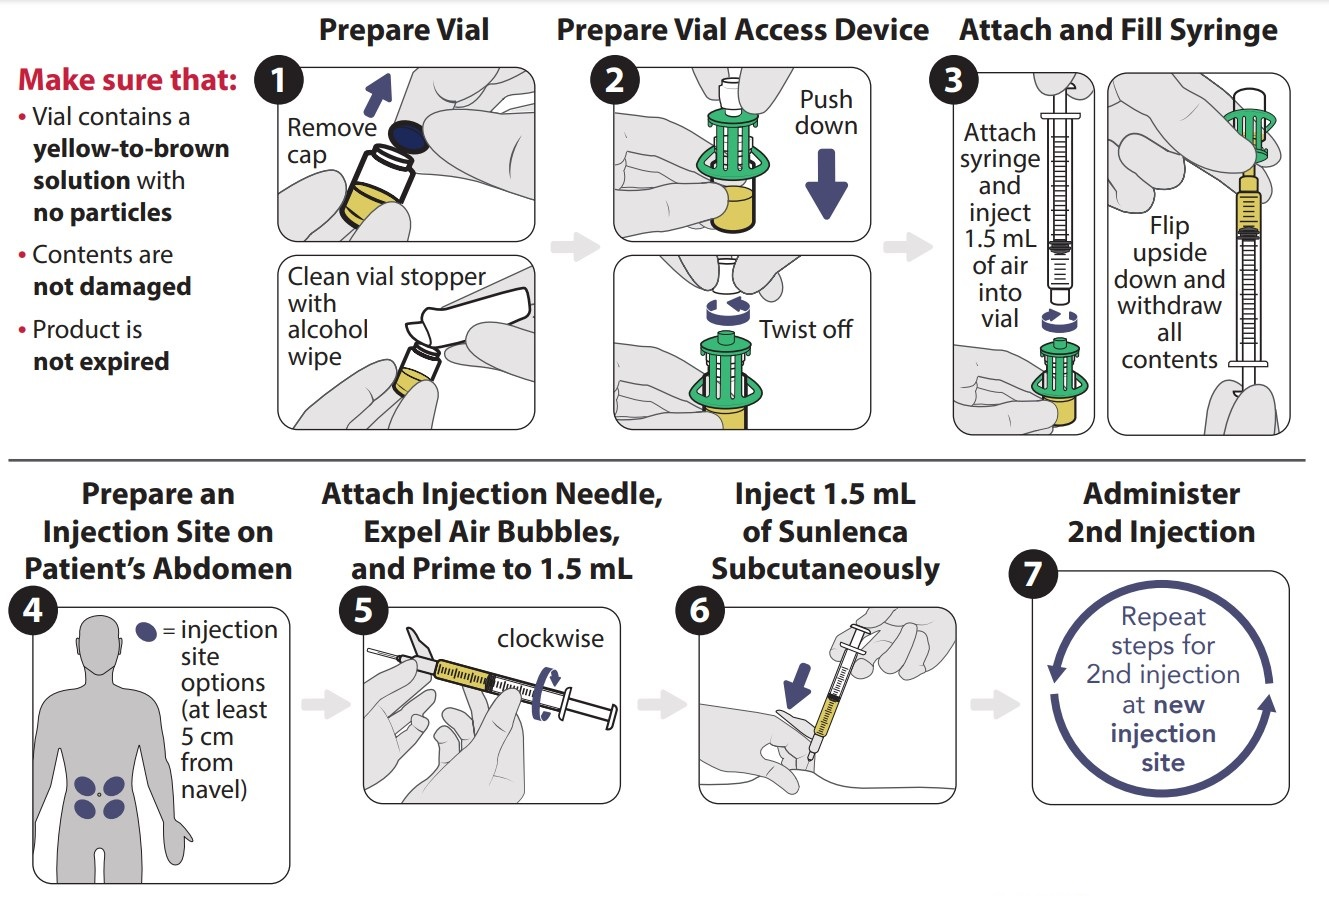 Prepare Vial
Prepare Vial Access Device
Attach and Fill Syringe
Make sure that:
• Vial contains a
yellow-to-brown
solution with
no particles
• Contents are
not damaged
• Product is
not expired
1
Remove
cap
Clean vial stopper
with
alcohol
wipe
2
Push
down
Twist off
3
Attach
syringe
and
inject
1.5 mL
of air
into
vial
Flip
upside
down and
withdraw
all
contents
Prepare an
Injection Site on
Patient's Abdomen
4
= injection
site
options
(at least
5 cm
from
navel)
Attach Injection Needle,
Expel Air Bubbles,
and Prime to 1.5 mL
5
clockwise
Inject 1.5 mL
of Sunlenca
Subcutaneously
6
Administer
2nd Injection
7
Repeat
steps for
2nd injection
at new
injection
site